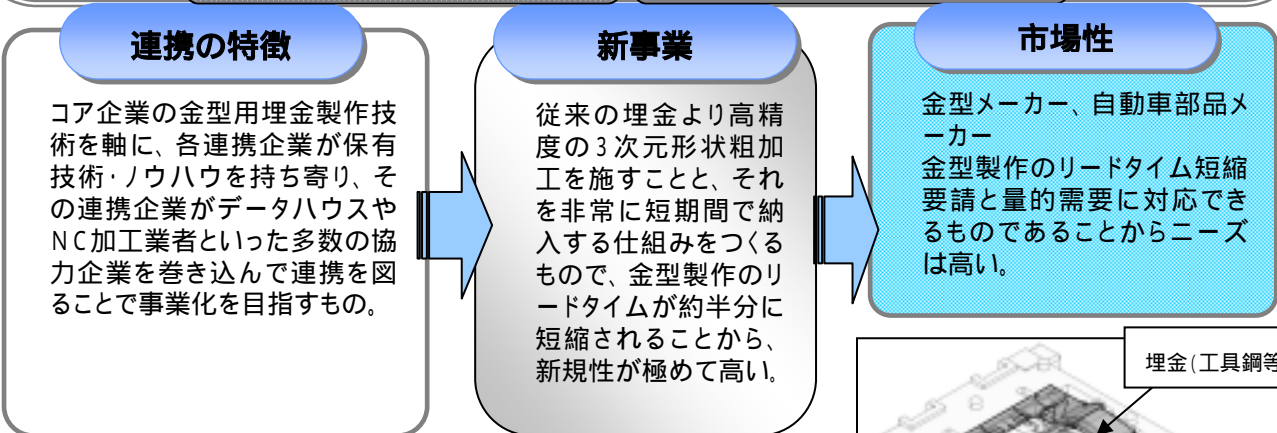 連携の特徴
コア企業の金型用埋金製作技
術を軸に、各連携企業が保有
技術・ノウハウを持ち寄り、そ
の連携企業がデータハウスや
NC加工業者といった多数の協
力企業を巻き込んで連携を図
ることで事業化を目指すもの。
新事業
従来の埋金より高精
度の3次元形状粗加
工を施すことと、それ
を非常に短期間で納
入する仕組みをつくる
もので、金型製作のリ
ードタイムが約半分に
短縮されることから、
新規性が極めて高い。
市場性
金型メーカー、自動車部品メ
ーカー
金型製作のリードタイム短縮
要請と量的需要に対応でき
るものであることからニーズ
は高い。
埋金(工具鋼等